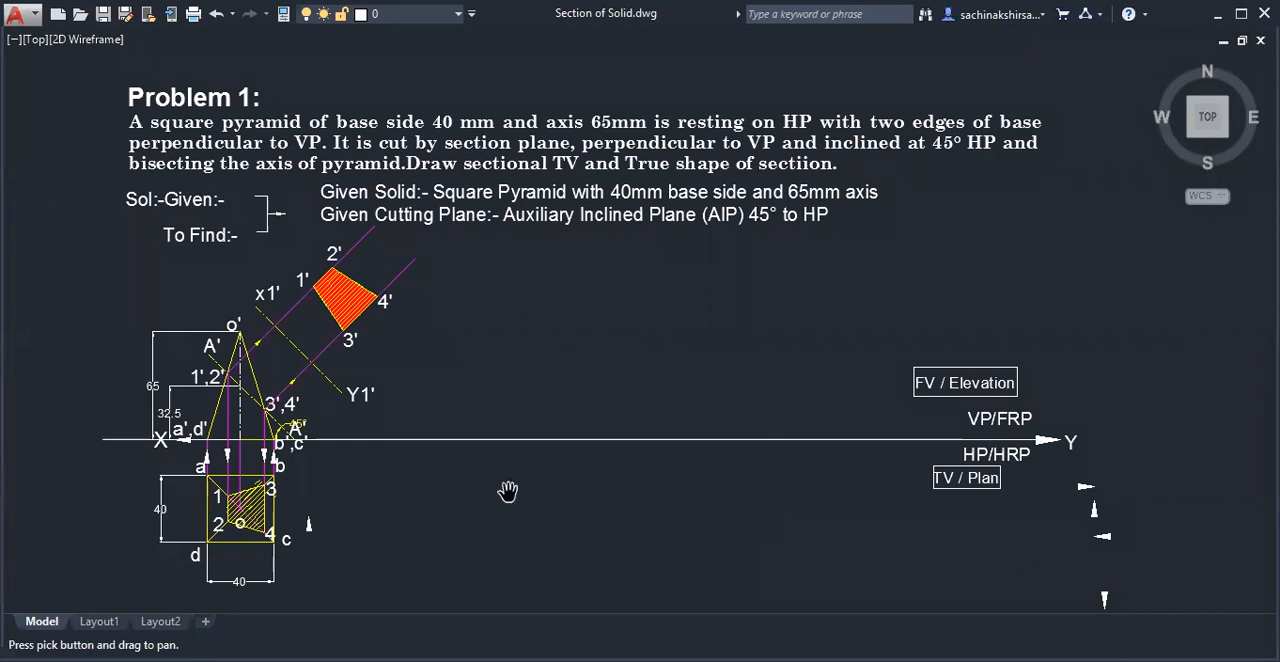 A
0
Section of Solid.dwg
Type a keyword or phrase
sachinakshirsa...
?
[−][Top][2D Wireframe]
N
W
TOP
E
S
WCS
Problem 1:
A square pyramid of base side 40 mm and axis 65mm is resting on HP with two edges of base
perpendicular to VP. It is cut by section plane, perpendicular to VP and inclined at 45° HP and
bisecting the axis of pyramid.Draw sectional TV and True shape of sectiion.
Sol:-Given:-
Given Solid:- Square Pyramid with 40mm base side and 65mm axis
Given Cutting Plane:- Auxiliary Inclined Plane (AIP) 45° to HP
To Find:-
2'
1'
x1'
4'
o'
3'
A'
1',2'
65
Y1'
3',4'
32.5
45°
a',d'
A'
b',c'
X
Y
FV / Elevation
VP/FRP
HP/HRP
TV / Plan
a
b
1
3
40
2
o
4
c
d
40
Model
Layout1
Layout2
+
Press pick button and drag to pan.